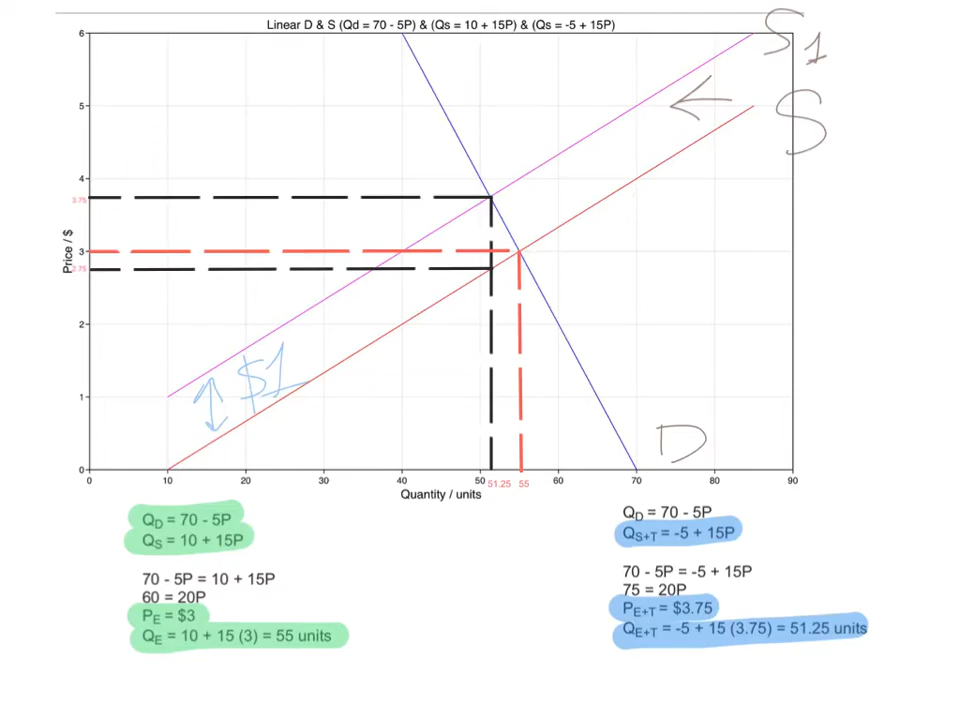 Linear D & S (Qd = 70 - 5P) & (Qs = 10 + 15P) & (Qs = -5 + 15P)
S1
S
6
5
4
3.75
3
2.75
2
1
0
Price / $
$1
D
0 10 20 30 40 50 51.25 55 60 70 80 90
Quantity / units
QD = 70 - 5P
QS = 10 + 15P
70 - 5P = 10 + 15P
60 = 20P
PE = $3
QE = 10 + 15 (3) = 55 units
QD = 70 - 5P
QS+T = -5 + 15P
70 - 5P = -5 + 15P
75 = 20P
PE+T = $3.75
QE+T = -5 + 15 (3.75) = 51.25 units